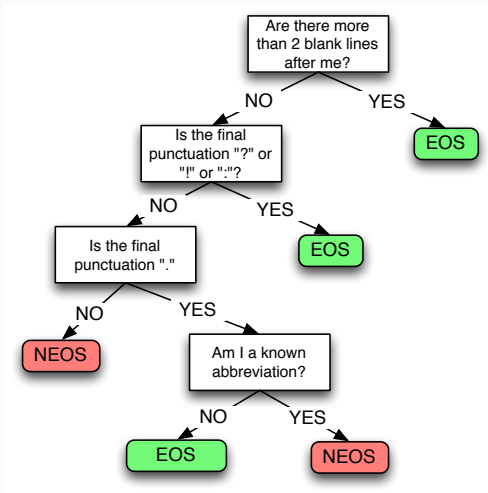 Are there more
than 2 blank lines
after me?
NO
YES
EOS
Is the final
punctuation "?" or
"!" or ":"?
NO
YES
EOS
Is the final
punctuation "."
NO
YES
NEOS
Am I a known
abbreviation?
NO
YES
EOS
NEOS